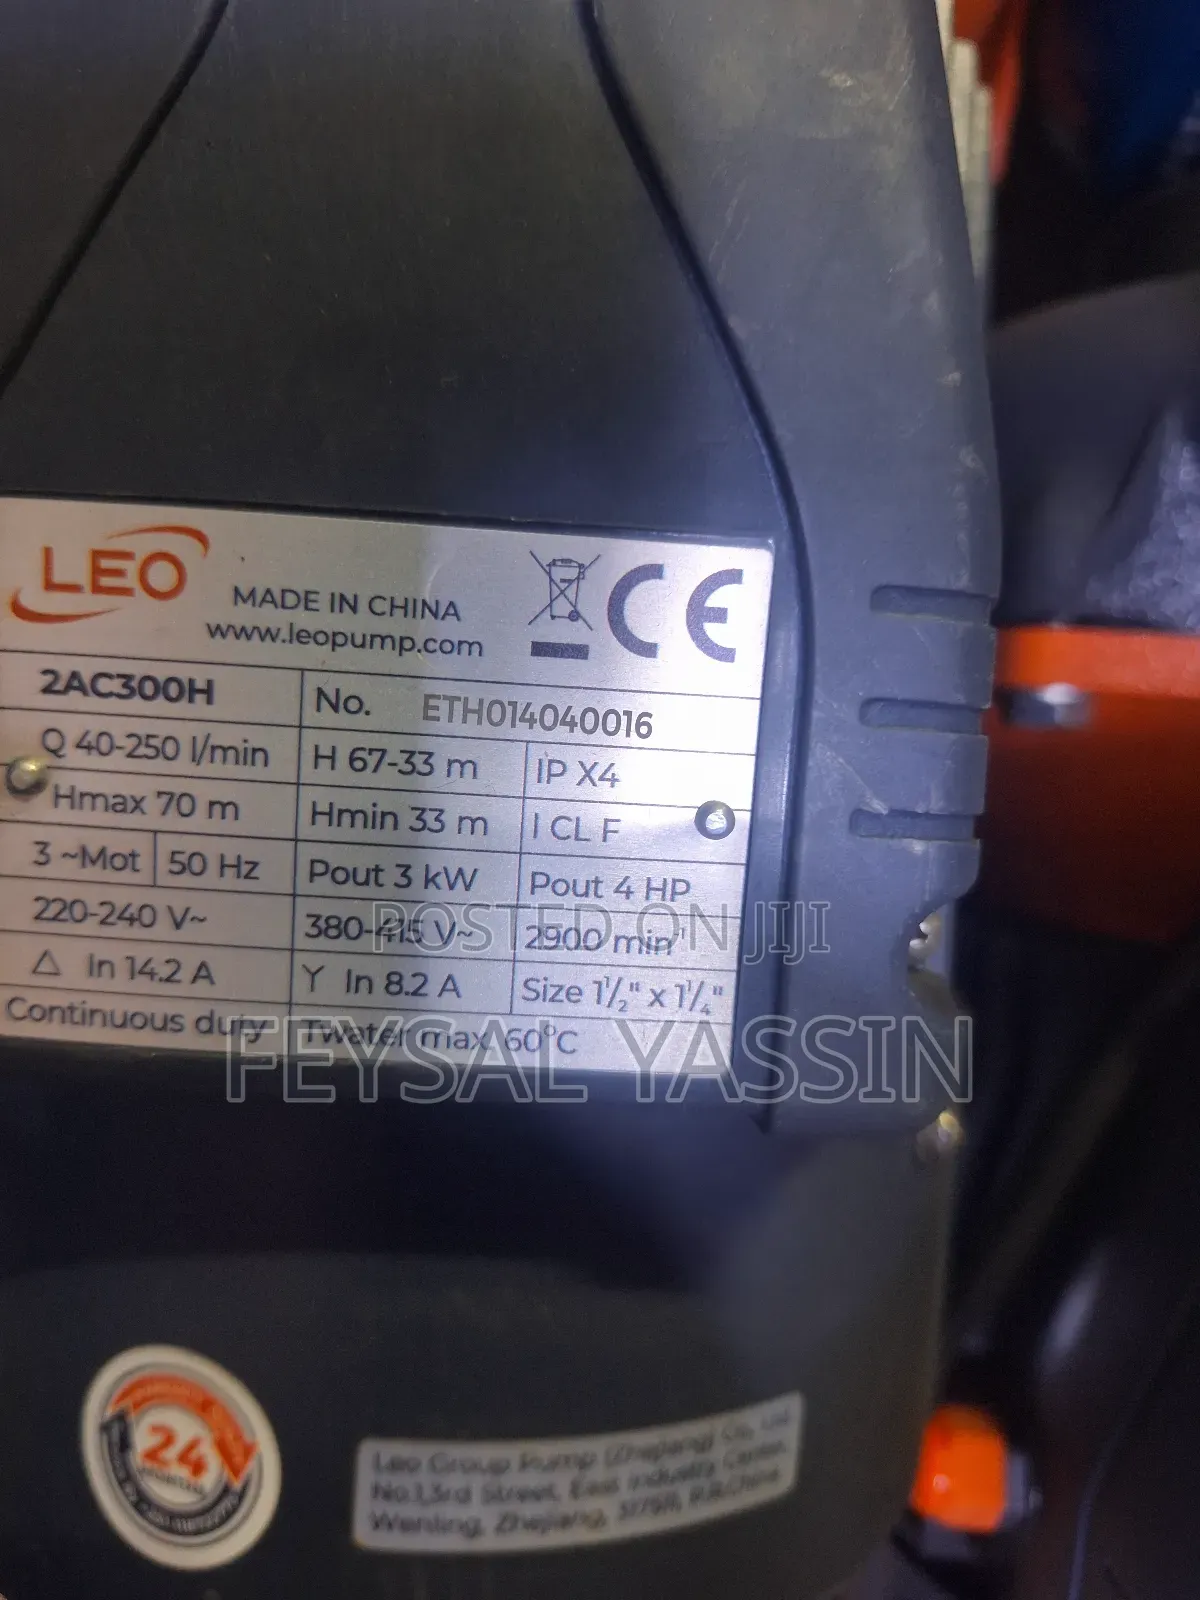 LEO
MADE IN CHINA
www.leopump.com
CE
2AC300H No. ETH014040016
Q 40-250 l/min H 67-33 m IP X4
Hmax 70 m Hmin 33 m I CL F
3 ~Mot 50 Hz Pout 3 kW Pout 4 HP
220-240 V~ 380-415 V~ 2900 min⁻¹
△ In 14.2 A Y In 8.2 A Size 1½" x 1¼"
Continuous duty Twater max. 60°C
POSTED ON JIJI
FEYSAL YASSIN
24
Leo Group Pump (Zhejiang) Co., Ltd.
No.1,3rd Street, East Industry Center,
Wenling, Zhejiang, P.R.China